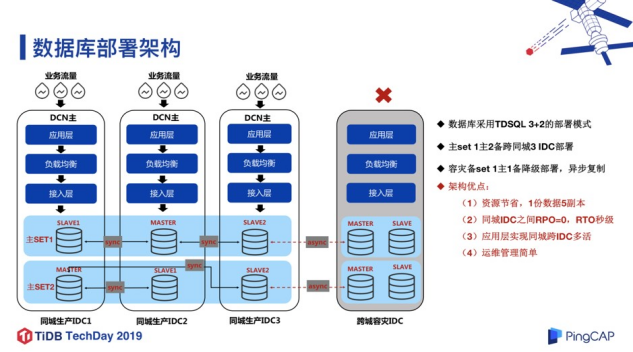 数据库部署架构
业务流量
业务流量
业务流量
DCN主
DCN主
DCN主
应用层
应用层
应用层
应用层
负载均衡
负载均衡
负载均衡
负载均衡
接入层
接入层
接入层
接入层
主SET1
SLAVE1
sync
MASTER
sync
SLAVE2
async
MASTER
SLAVE
主SET2
MASTER
sync
SLAVE1
sync
SLAVE2
async
MASTER
SLAVE
同城生产IDC1
同城生产IDC2
同城生产IDC3
跨城容灾IDC
数据库采用TDSQL 3+2的部署模式
主set 1主2备跨同城3 IDC部署
容灾备set 1主1备降级部署，异步复制
架构优点：
（1）资源节省，1份数据5副本
（2）同城IDC之间RPO=0，RTO秒级
（3）应用层实现同城跨IDC多活
（4）运维管理简单
TiDB TechDay 2019
PingCAP